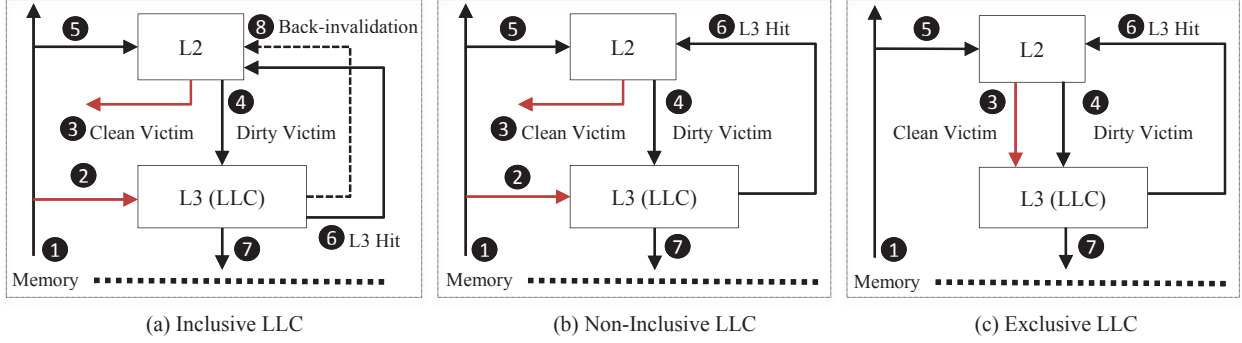 5 L2 8 Back-invalidation
4
3 Clean Victim Dirty Victim
2 L3 (LLC)
1 7 6 L3 Hit
Memory
(a) Inclusive LLC
5 L2 6 L3 Hit
4
3 Clean Victim Dirty Victim
2 L3 (LLC)
1 7
Memory
(b) Non-Inclusive LLC
5 L2 6 L3 Hit
3 4
Clean Victim Dirty Victim
L3 (LLC)
1 7
Memory
(c) Exclusive LLC